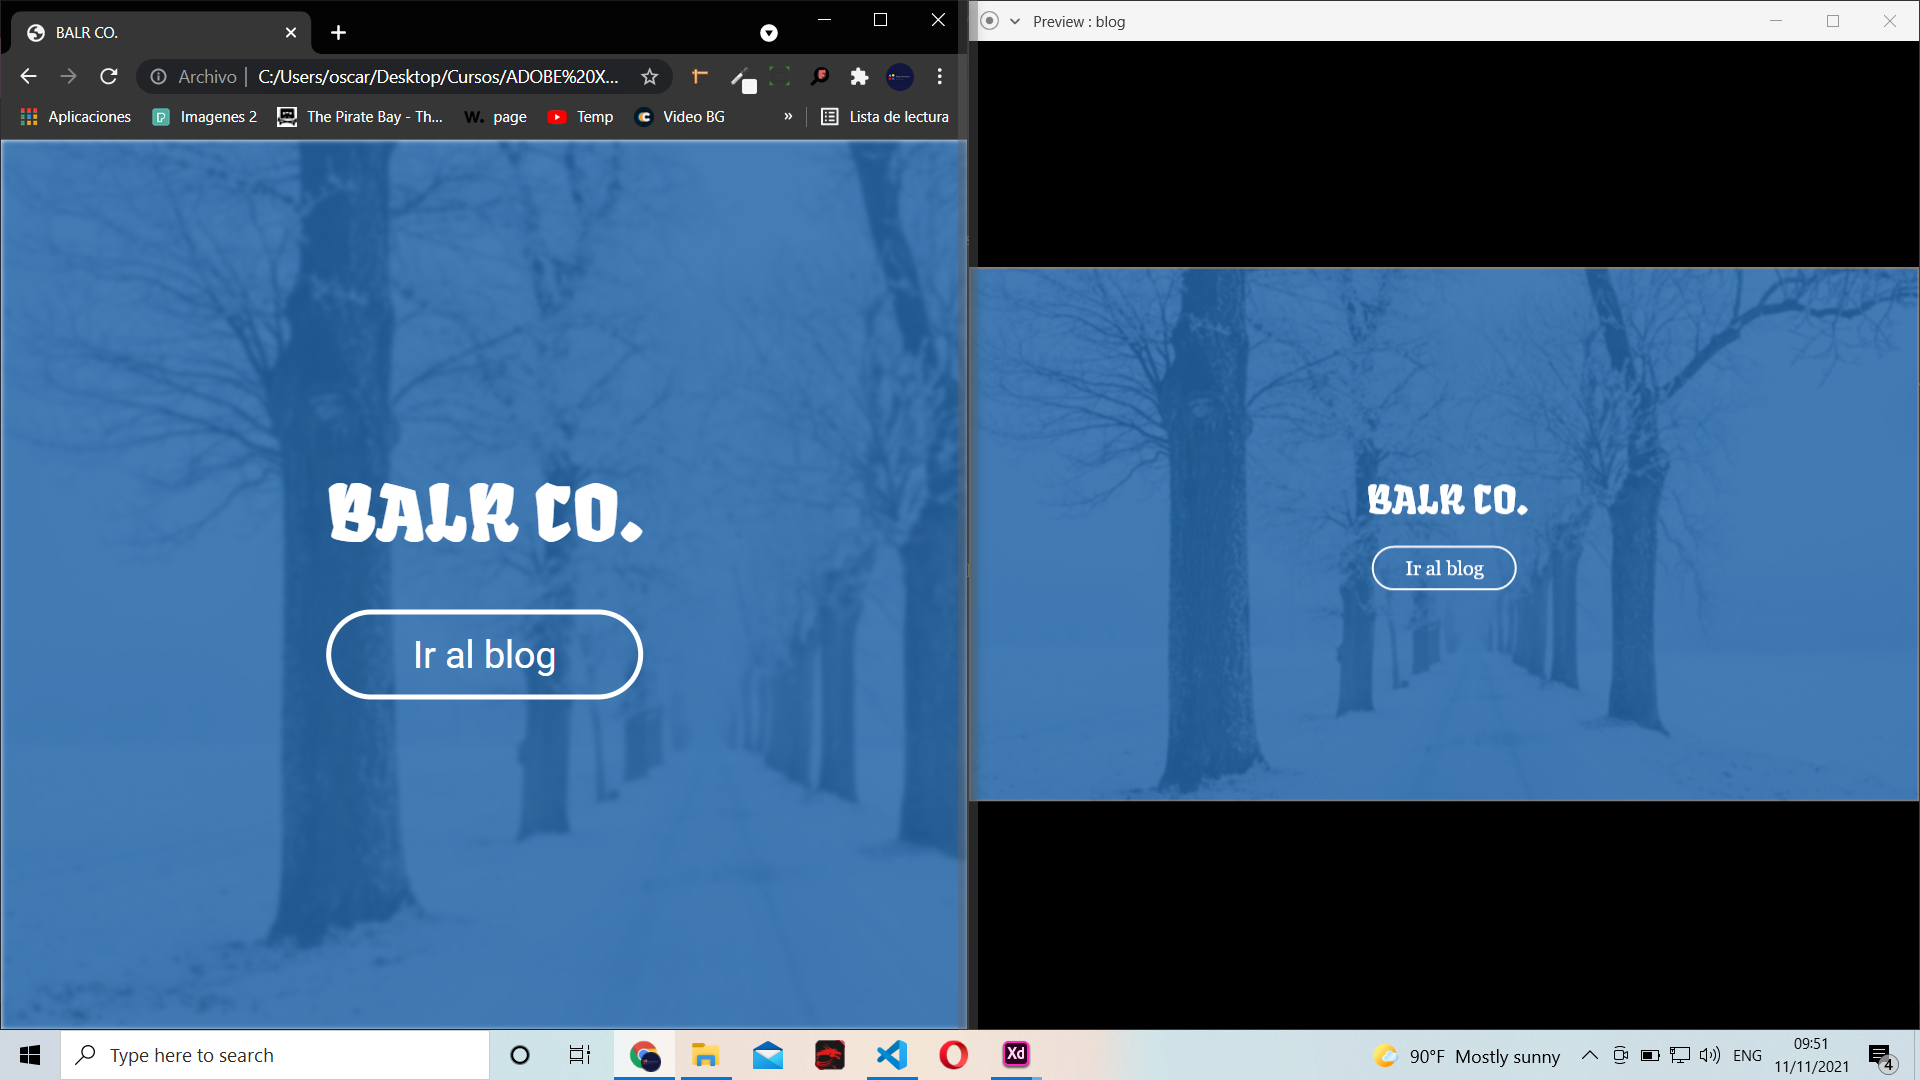 BALR CO.
Archivo
C:/Users/oscar/Desktop/Cursos/ADOBE%20X...
Aplicaciones
Imagenes 2
The Pirate Bay - Th...
W. page
Temp
Video BG
»
Lista de lectura
BALR CO.
Ir al blog
Preview : blog
BALR CO.
Ir al blog
Type here to search
Xd
90°F Mostly sunny
ENG
09:51
11/11/2021
4